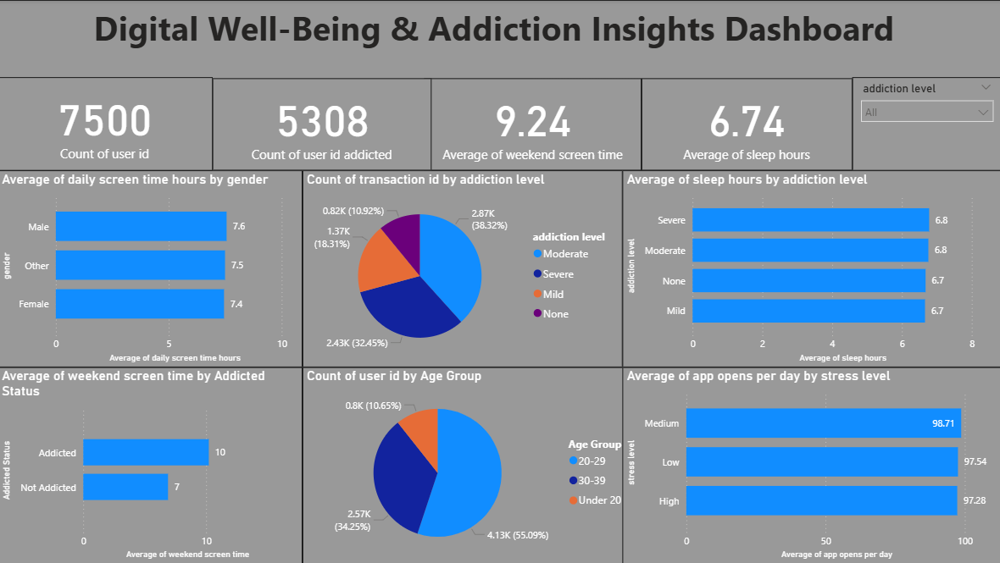 Digital Well-Being & Addiction Insights Dashboard
7500
Count of user id
5308
Count of user id addicted
9.24
Average of weekend screen time
6.74
Average of sleep hours
addiction level
All
Average of daily screen time hours by gender
gender
Male
7.6
Other
7.5
Female
7.4
0 5 10
Average of daily screen time hours
Count of transaction id by addiction level
0.82K (10.92%)
2.87K
(38.32%)
1.37K
(18.31%)
2.43K (32.45%)
addiction level
Moderate
Severe
Mild
None
Average of sleep hours by addiction level
addiction level
Severe
6.8
Moderate
6.8
None
6.7
Mild
6.7
0 2 4 6 8
Average of sleep hours
Average of weekend screen time by Addicted
Status
Addicted Status
Addicted
10
Not Addicted
7
0 10
Average of weekend screen time
Count of user id by Age Group
0.8K (10.65%)
2.57K
(34.25%)
4.13K (55.09%)
Age Group
20-29
30-39
Under 20
Average of app opens per day by stress level
stress level
Medium
98.71
Low
97.54
High
97.28
0 50 100
Average of app opens per day